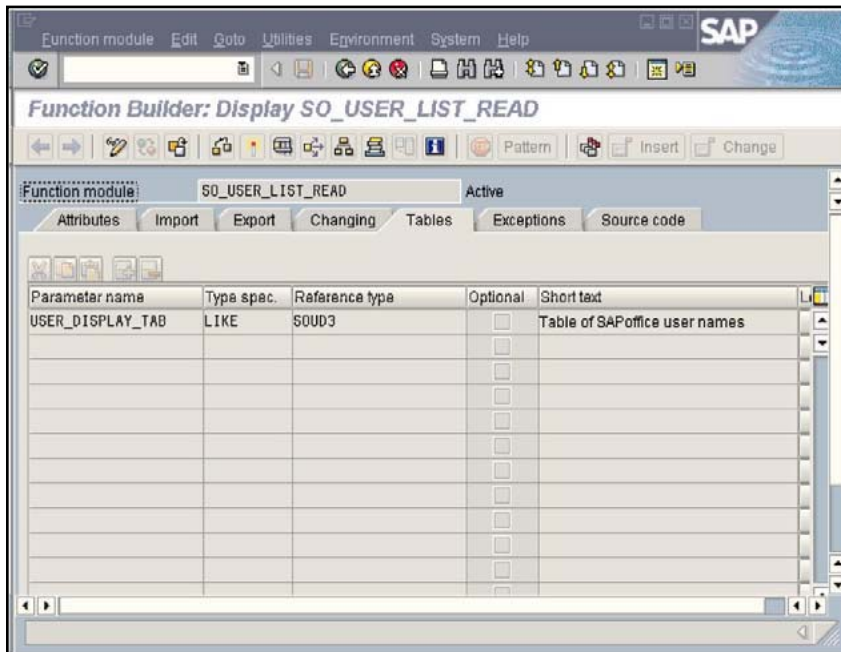 Function module Edit Goto Utilities Environment System Help
SAP
Function Builder: Display SO_USER_LIST_READ
Pattern Insert Change
Function module SO_USER_LIST_READ Active
Attributes Import Export Changing Tables Exceptions Source code
Parameter name Type spec. Reference type Optional Short text
USER_DISPLAY_TAB LIKE SOUD3 Table of SAPoffice user names